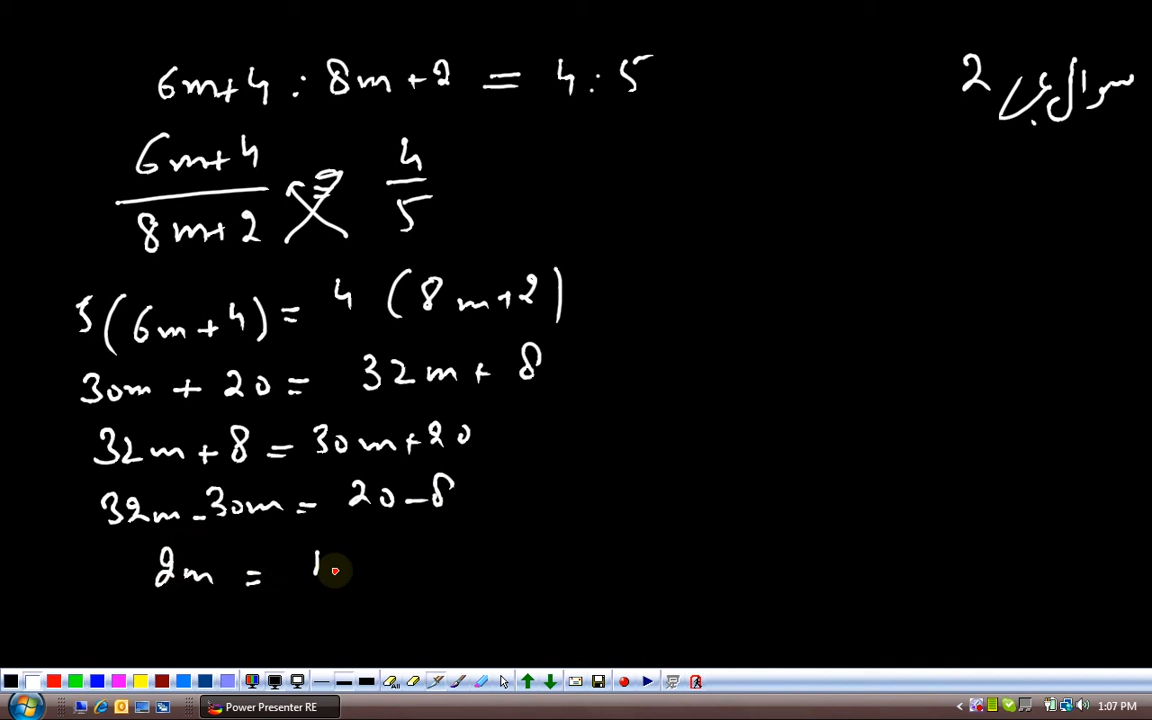 سوال نمبر 2
6m+4 : 8m+2 = 4 : 5
6m+4 = 4
8m+2 5
5(6m+4) = 4(8m+2)
30m + 20 = 32m + 8
32m + 8 = 30m + 20
32m - 30m = 20 - 8
2m = 1
Power Presenter RE
1:07 PM